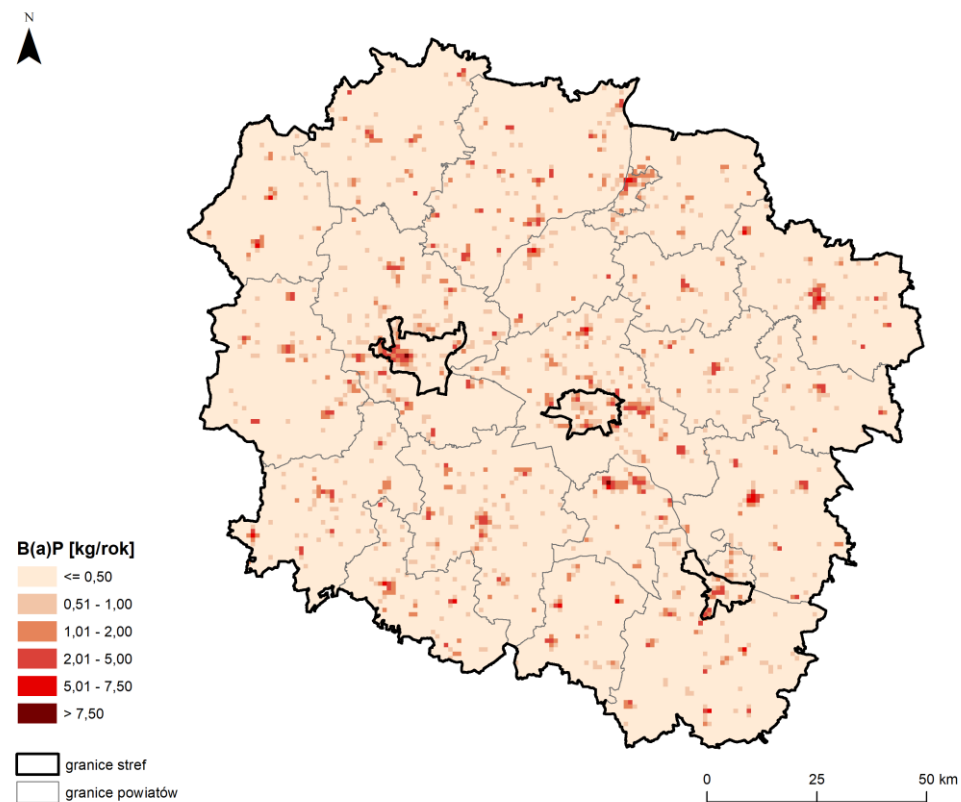 N
B(a)P [kg/rok]
<= 0,50
0,51 - 1,00
1,01 - 2,00
2,01 - 5,00
5,01 - 7,50
> 7,50
granice stref
granice powiatów
0 25 50 km